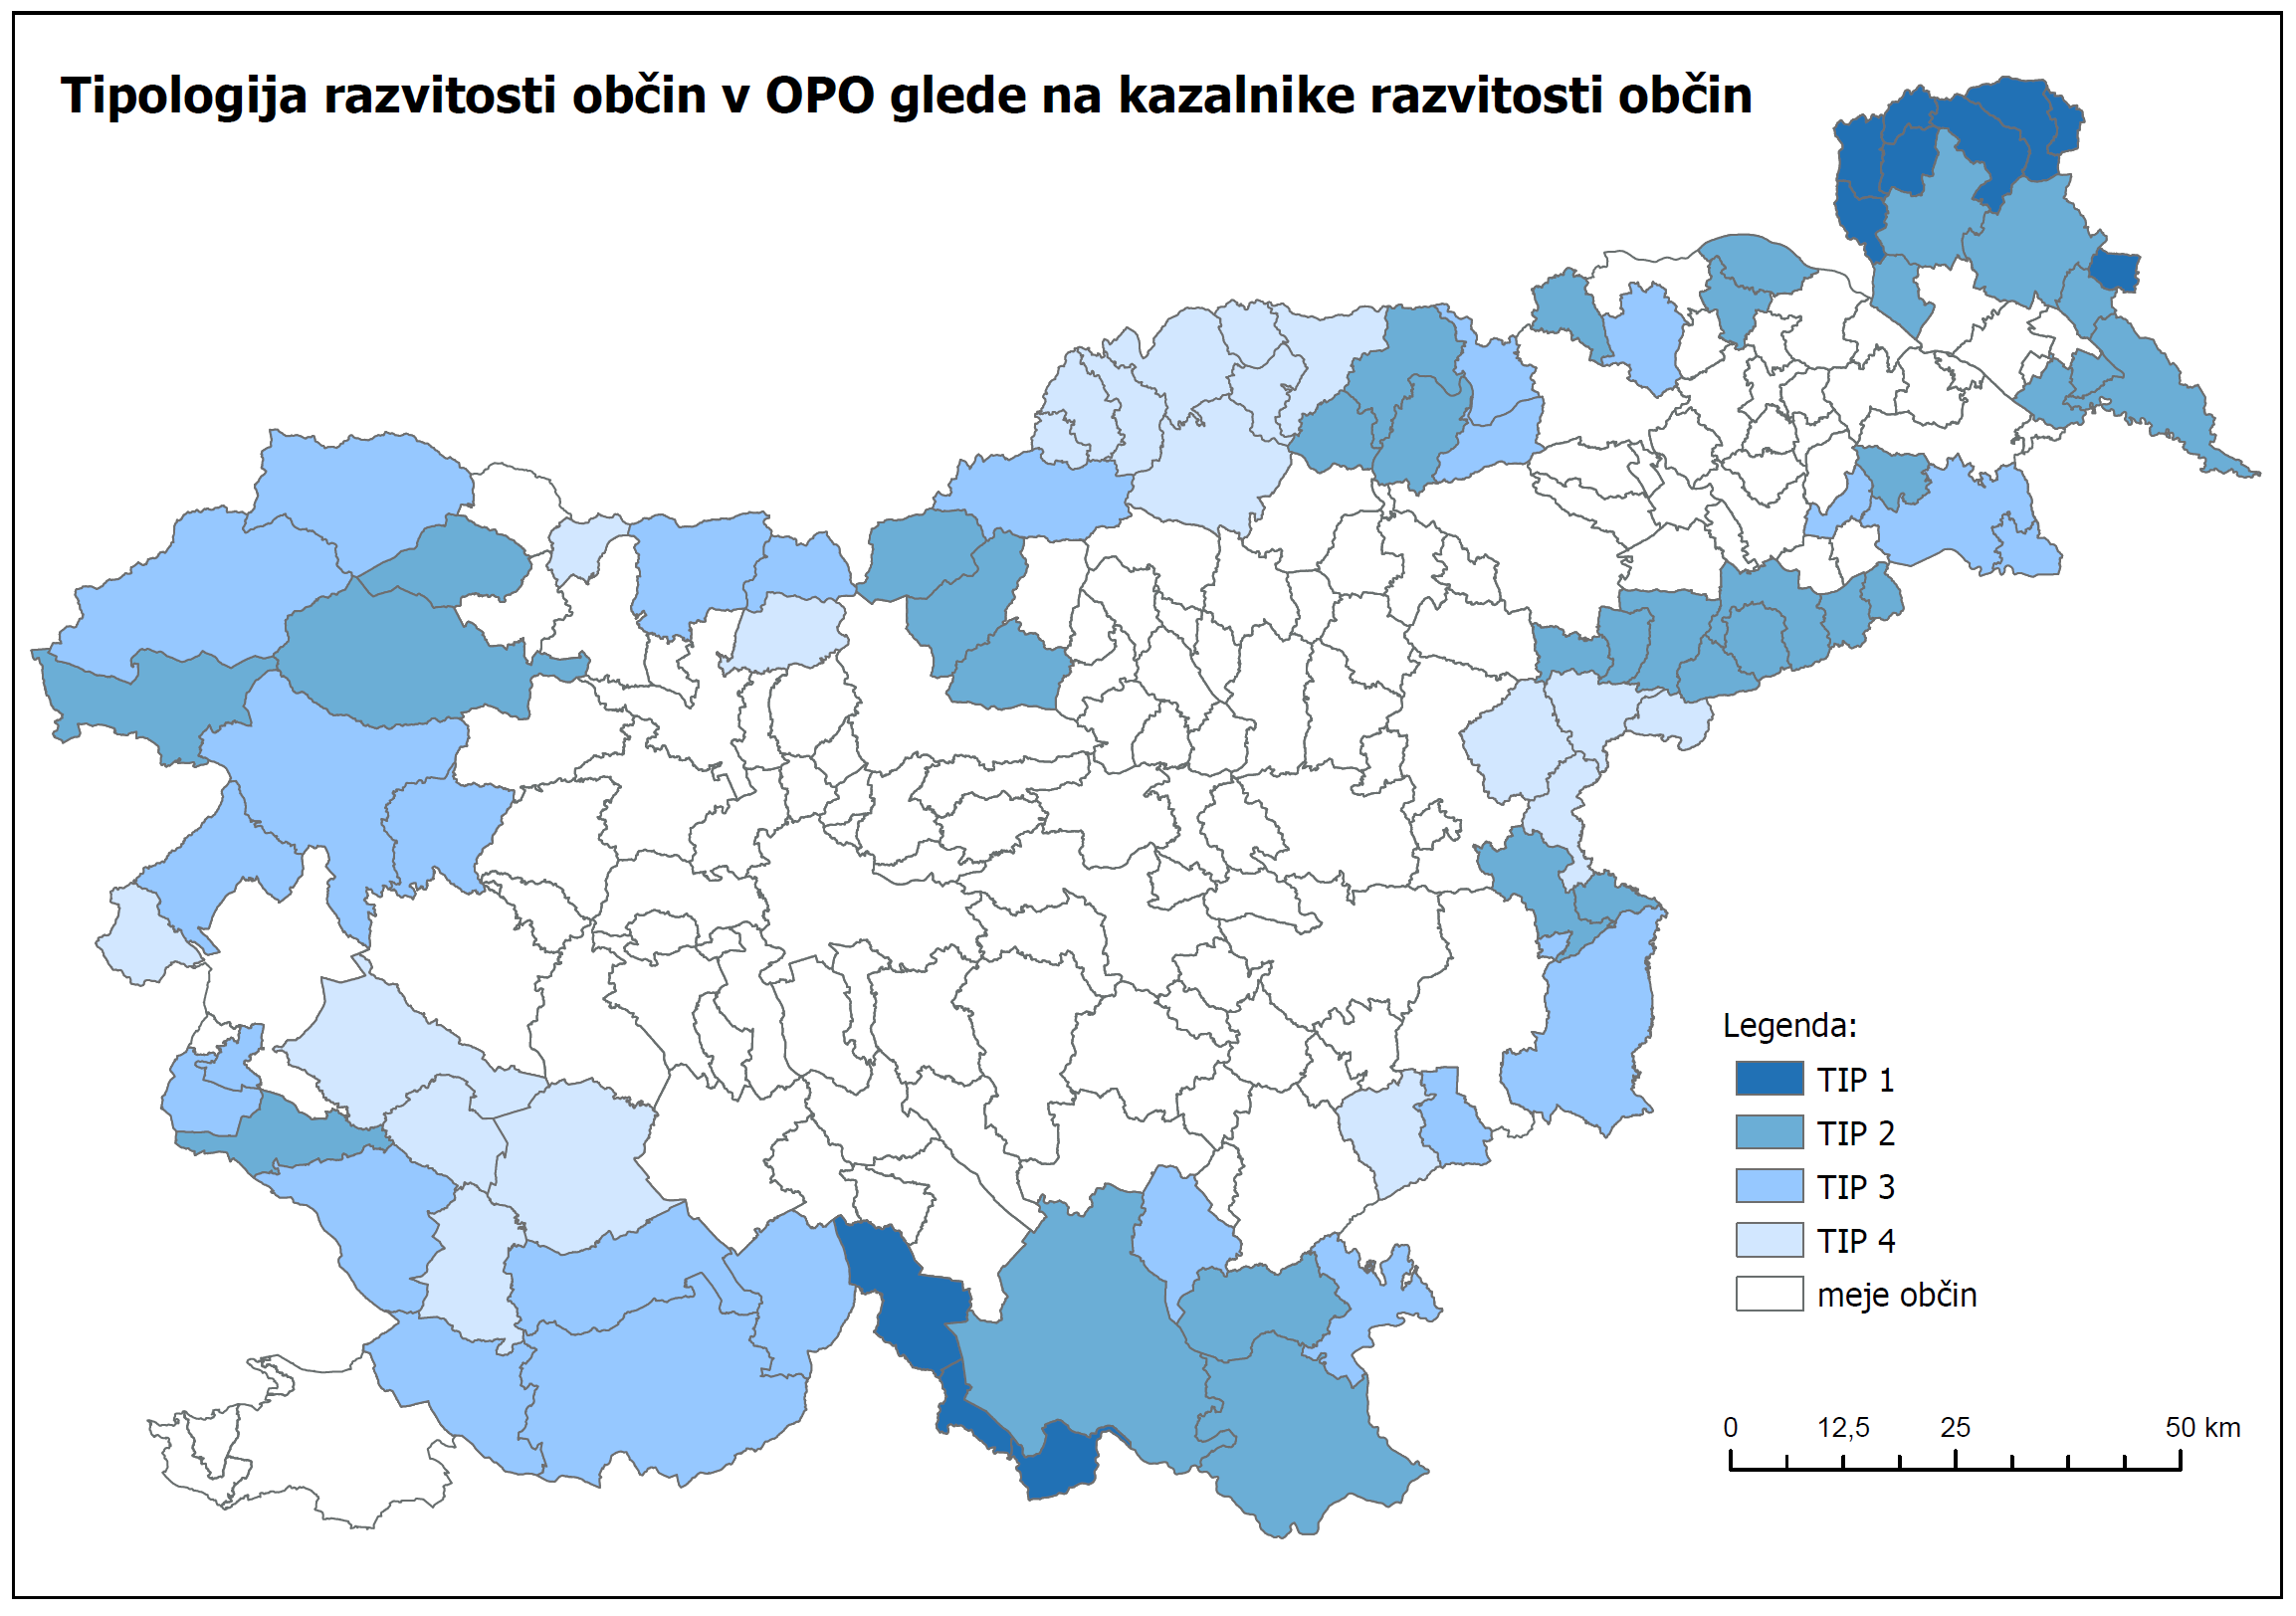 Tipologija razvitosti občin v OPO glede na kazalnike razvitosti občin
Legenda:
TIP 1
TIP 2
TIP 3
TIP 4
meje občin
0 12,5 25 50 km